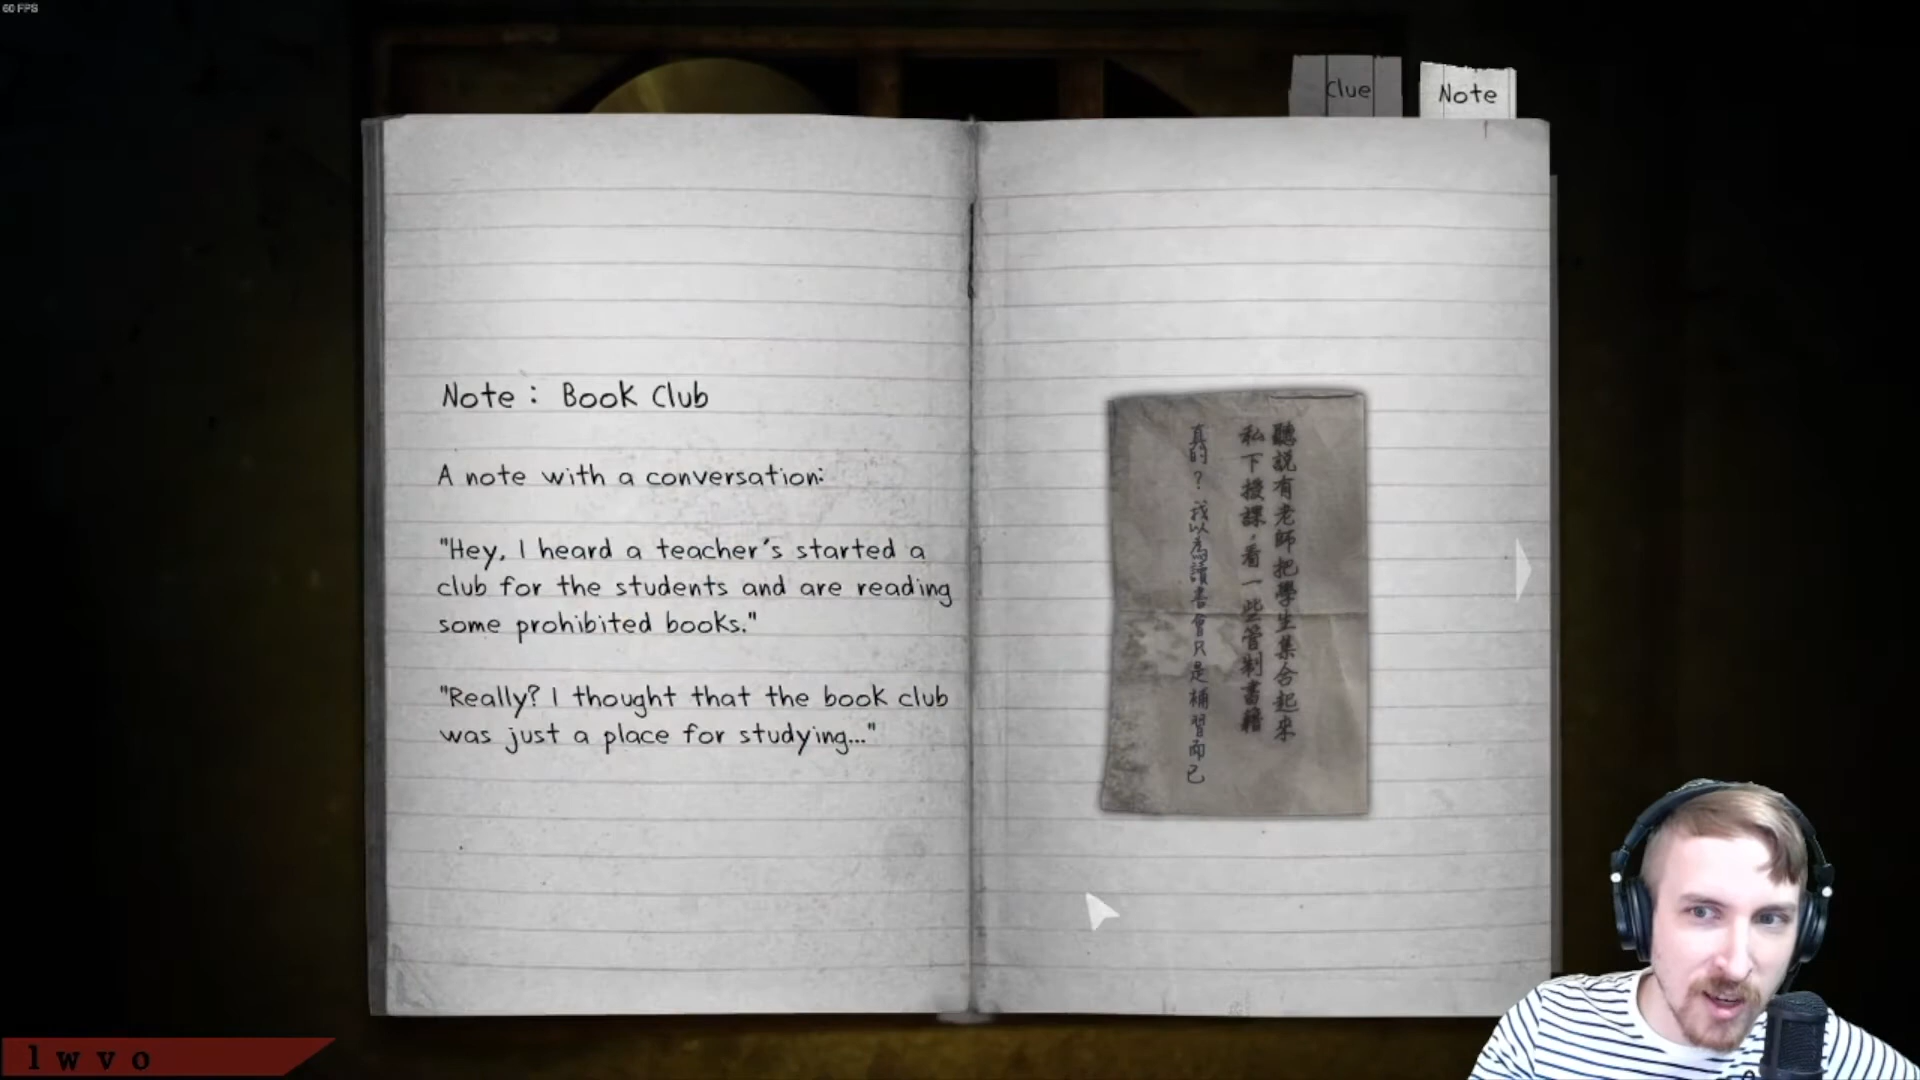 60 FPS
Clue
Note
Note : Book Club
A note with a conversation:
"Hey, I heard a teacher's started a
club for the students and are reading
some prohibited books."
"Really? I thought that the book club
was just a place for studying..."
聽說有老師把學生集合起來
私下授課,看一些管制書籍
真的?我以為讀書會只是補習而已
lwvo